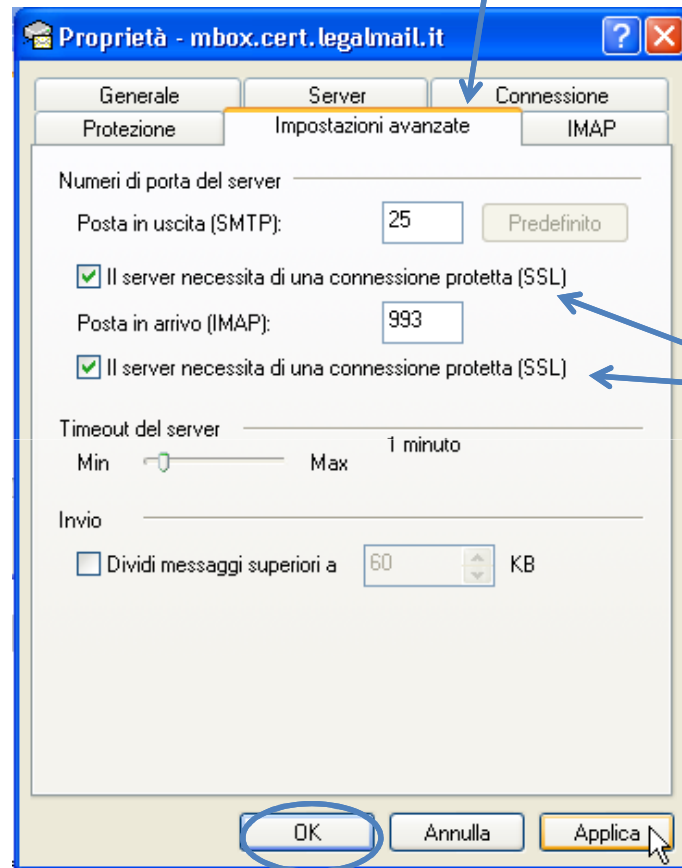 Proprietà - mbox.cert.legalmail.it
Generale Server Connessione
Protezione Impostazioni avanzate IMAP
Numeri di porta del server
Posta in uscita (SMTP): 25 Predefinito
Il server necessita di una connessione protetta (SSL)
Posta in arrivo (IMAP): 993
Il server necessita di una connessione protetta (SSL)
Timeout del server
Min Max 1 minuto
Invio
Dividi messaggi superiori a 60 KB
OK Annulla Applica